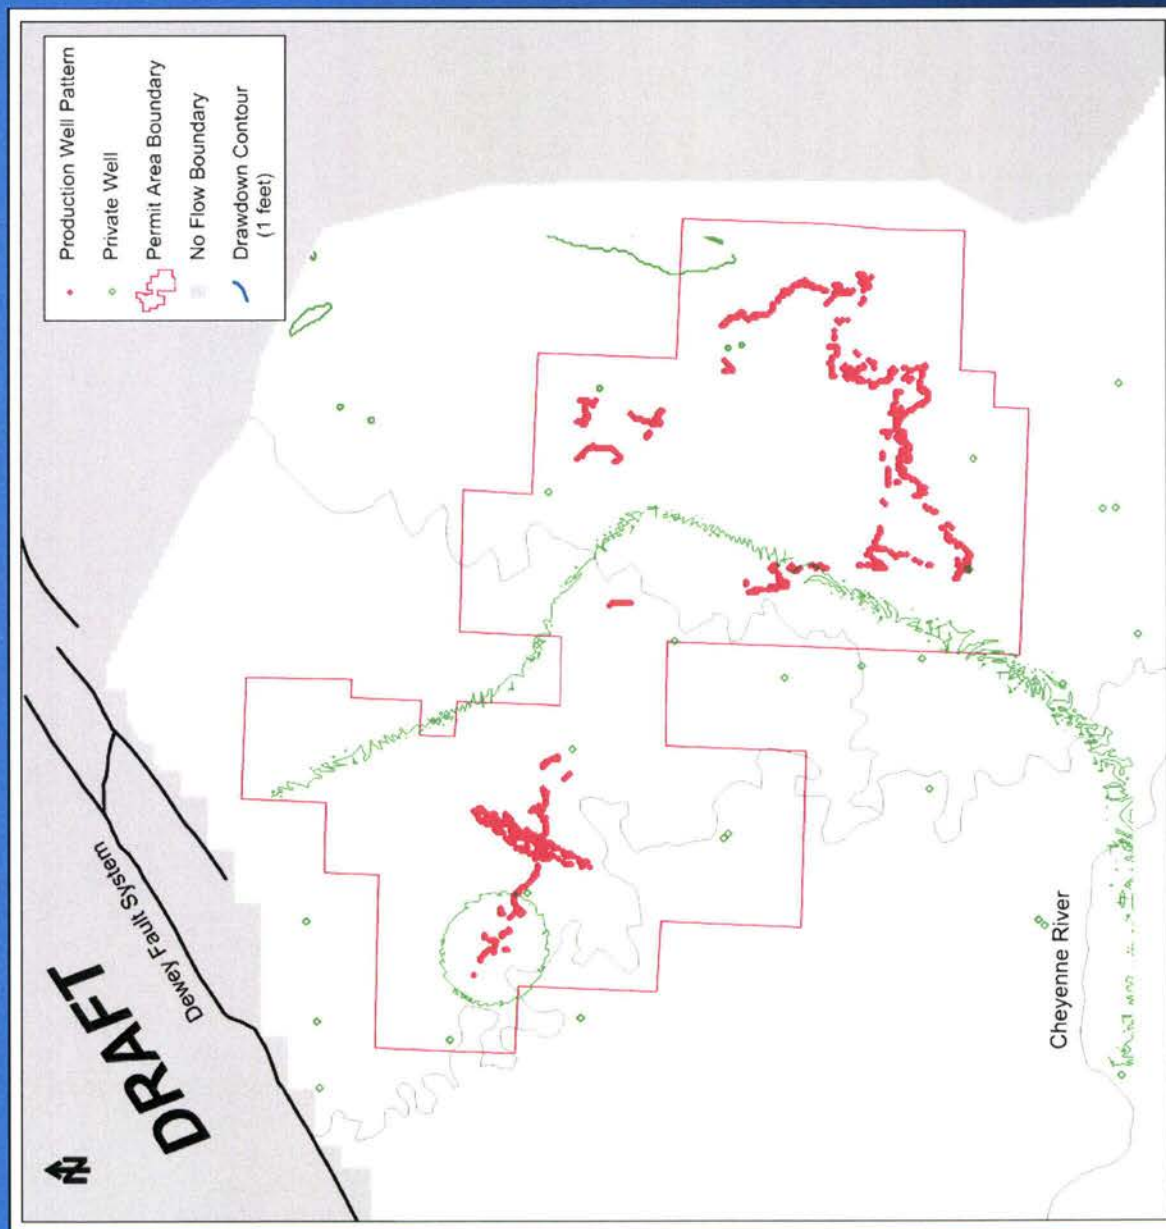 Production Well Pattern
Private Well
Permit Area Boundary
No Flow Boundary
Drawdown Contour
(1 feet)
Dewey Fault System
DRAFT
N
Cheyenne River